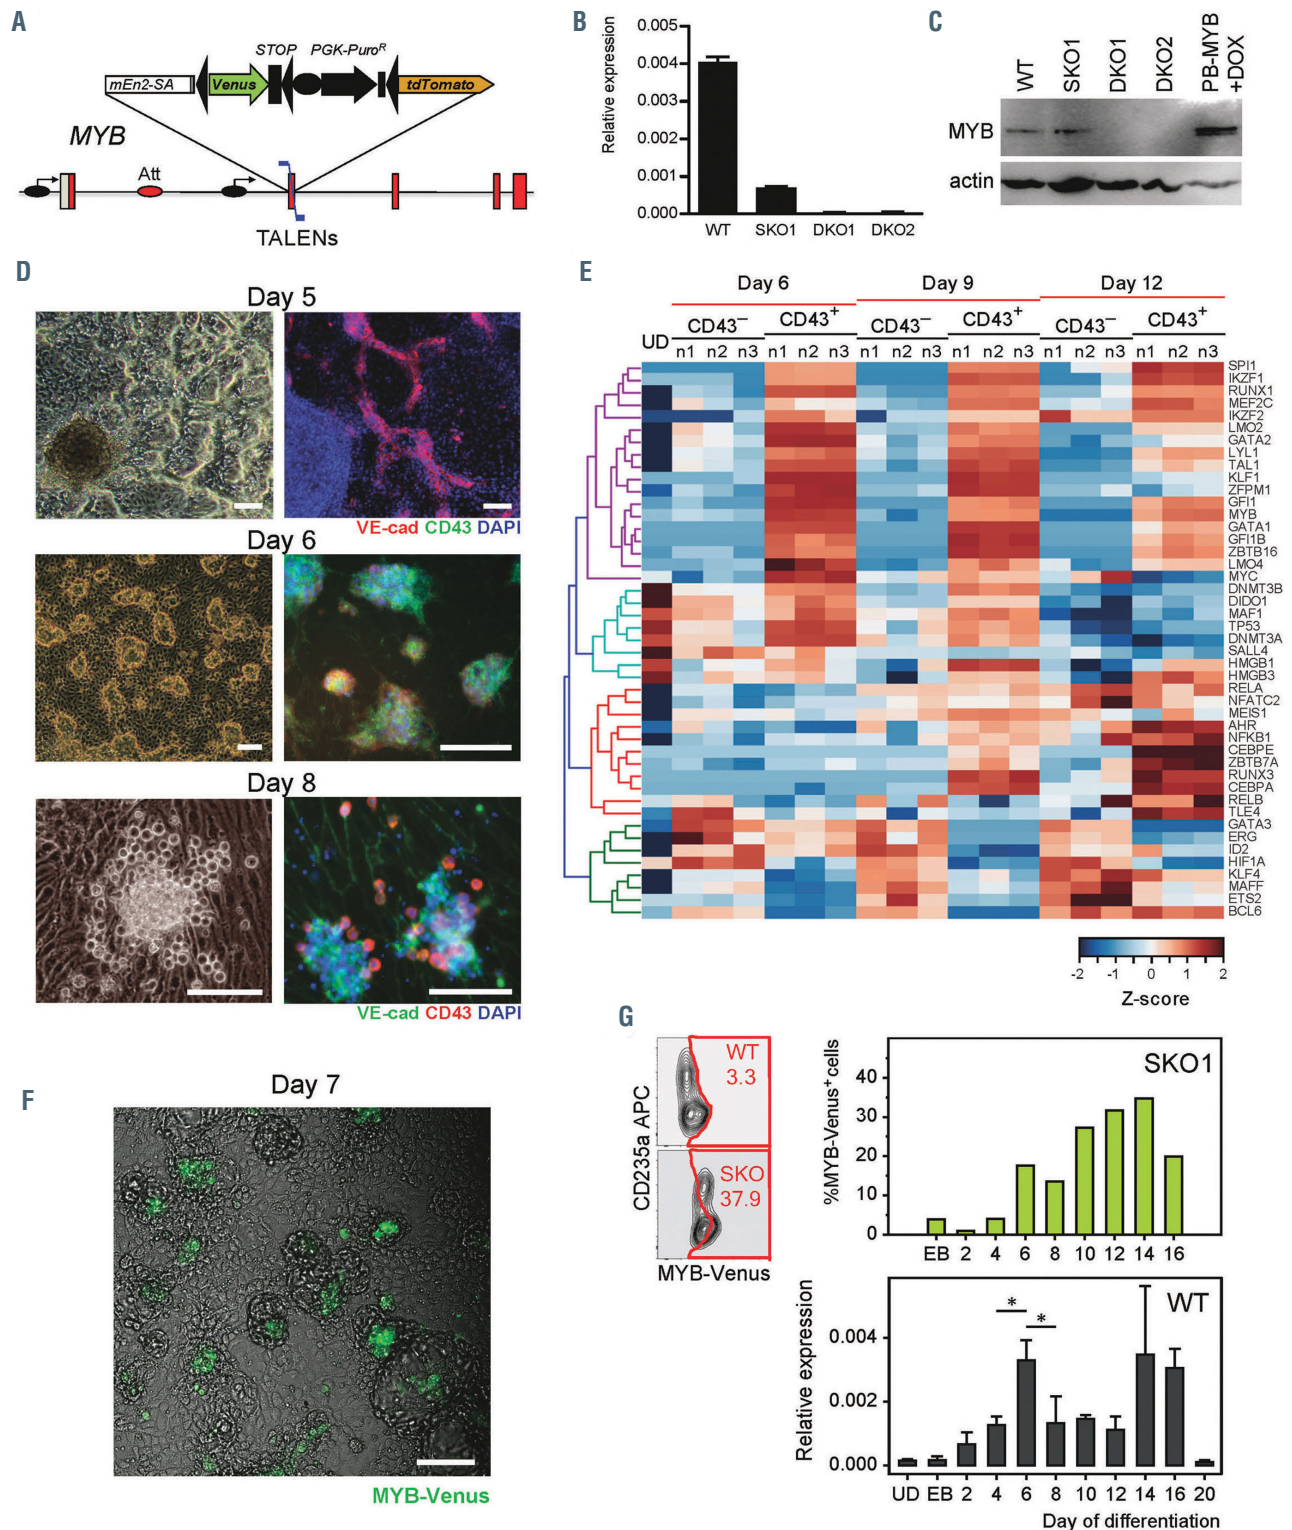 A
STOP PGK-Puro^R
mEn2-SA Venus tdTomato
MYB
Att
TALENs
B
Relative expression
0.005
0.004
0.003
0.002
0.001
0.000
WT SKO1 DKO1 DKO2
C
WT SKO1 DKO1 DKO2 PB-MYB +DOX
MYB
actin
D
Day 5
VE-cad CD43 DAPI
Day 6
Day 8
VE-cad CD43 DAPI
E
Day 6 Day 9 Day 12
CD43− CD43+ CD43− CD43+ CD43− CD43+
UD n1 n2 n3 n1 n2 n3 n1 n2 n3 n1 n2 n3 n1 n2 n3 n1 n2 n3
SPI1
IKZF1
RUNX1
MEF2C
IKZF2
LMO2
GATA2
LYL1
TAL1
KLF1
ZFPM1
GFI1
MYB
GATA1
GFI1B
ZBTB16
LMO4
MYC
DNMT3B
DIDO1
MAF1
TP53
DNMT3A
SALL4
HMGB1
HMGB3
RELA
NFATC2
MEIS1
AHR
NFKB1
CEBPE
ZBTB7A
RUNX3
CEBPA
RELB
TLE4
GATA3
ERG
ID2
HIF1A
KLF4
MAFF
ETS2
BCL6
-2 -1 0 1 2
Z-score
F
Day 7
MYB-Venus
G
CD235a APC
WT
3.3
SKO
37.9
MYB-Venus
%MYB-Venus+ cells
SKO1
40
30
20
10
0
EB 2 4 6 8 10 12 14 16
Relative expression
WT
* *
0.004
0.002
0.000
UD EB 2 4 6 8 10 12 14 16 20
Day of differentiation